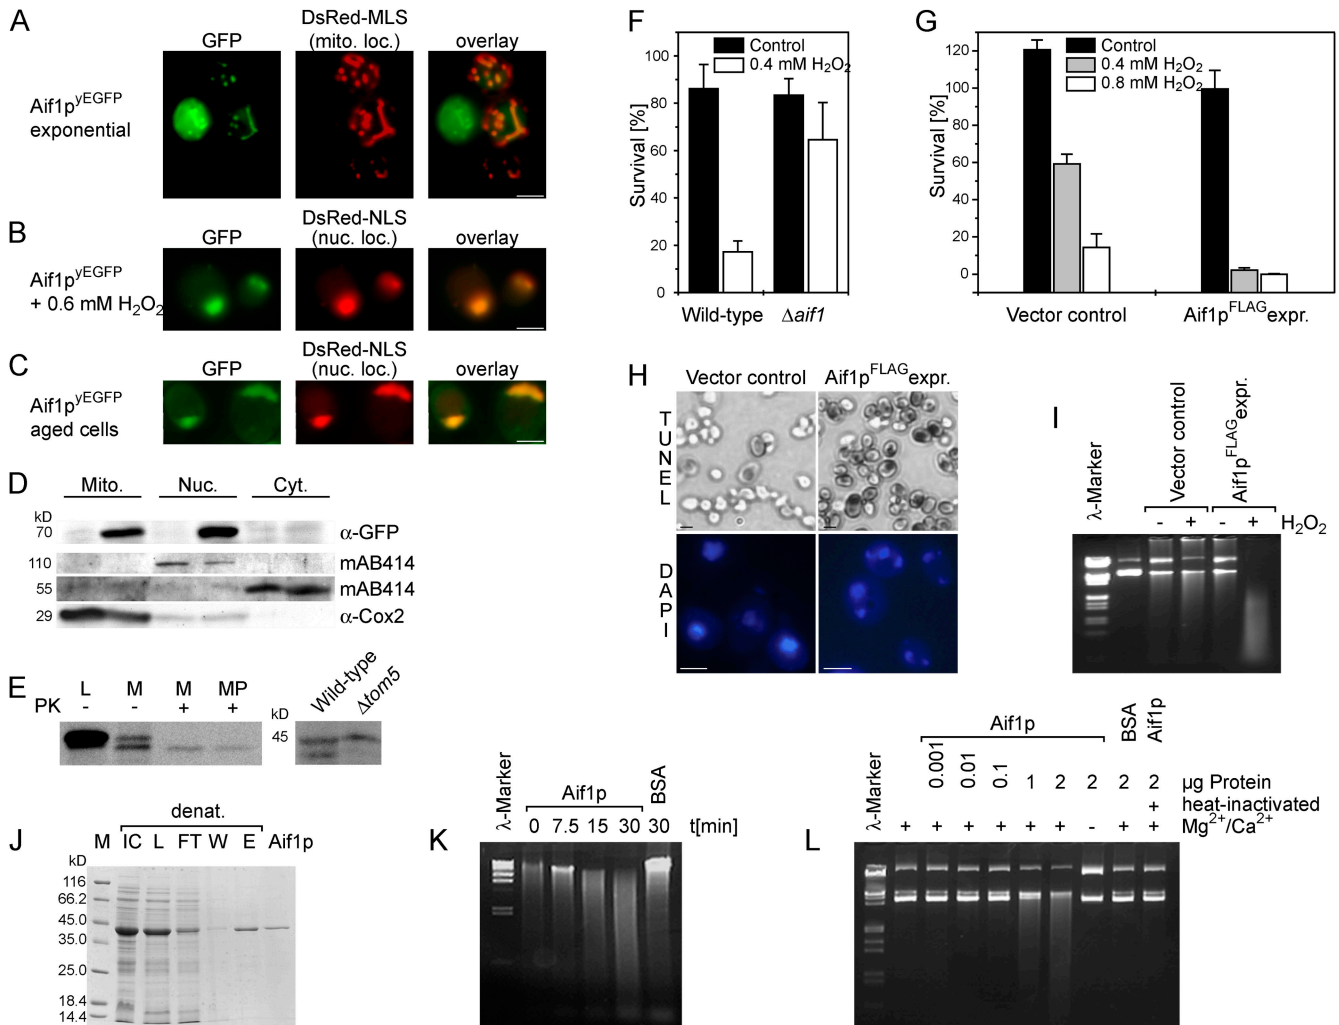 A
GFP
DsRed-MLS
(mito. loc.)
overlay
Aif1p^yEGFP
exponential
B
GFP
DsRed-NLS
(nuc. loc.)
overlay
Aif1p^yEGFP
+ 0.6 mM H₂O₂
C
GFP
DsRed-NLS
(nuc. loc.)
overlay
Aif1p^yEGFP
aged cells
D
Mito. Nuc. Cyt.
kD
70 α-GFP
110 mAB414
55 mAB414
29 α-Cox2
E
L M M MP
PK - - + +
kD
45
Wild-type
Δtom5
F
Control
0.4 mM H₂O₂
Survival [%]
100
80
60
40
20
0
Wild-type Δaif1
G
Control
0.4 mM H₂O₂
0.8 mM H₂O₂
Survival [%]
120
100
80
60
40
20
0
Vector control Aif1p^FLAG expr.
H
Vector control Aif1p^FLAG expr.
TUNEL
DAPI
I
λ-Marker
Vector control
Aif1p^FLAG expr.
- + - + H₂O₂
J
denat.
M IC L FT W E Aif1p
kD
116
66.2
45.0
35.0
25.0
18.4
14.4
K
λ-Marker
Aif1p
BSA
0 7.5 15 30 30 t[min]
L
λ-Marker
Aif1p
BSA
Aif1p
0.001 0.01 0.1 1 2 2 2 2 µg Protein
+ heat-inactivated
+ + + + + + - + + Mg²⁺/Ca²⁺